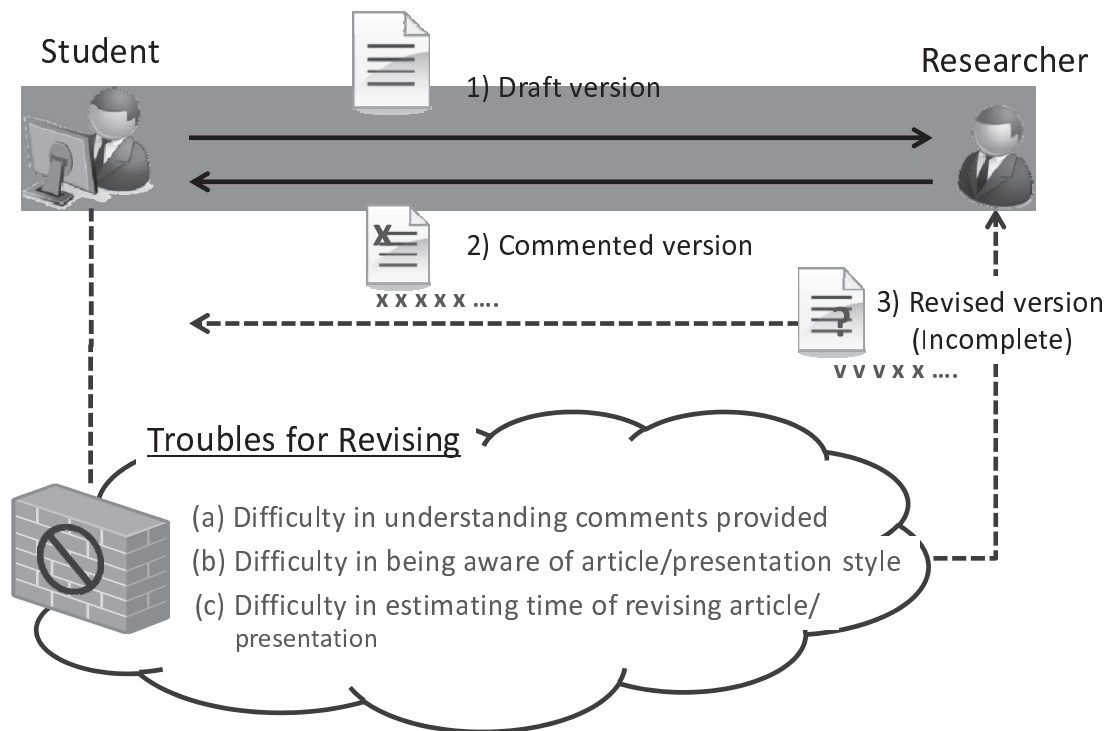 Student
Researcher
1) Draft version
X
2) Commented version
x x x x x ....
?
3) Revised version
(Incomplete)
v v v x x ....
Troubles for Revising
(a) Difficulty in understanding comments provided
(b) Difficulty in being aware of article/presentation style
(c) Difficulty in estimating time of revising article/
presentation